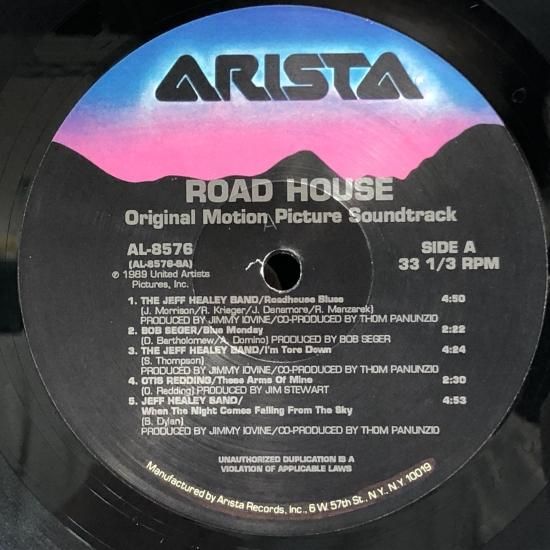 ARISTA
ROAD HOUSE
Original Motion Picture Soundtrack
AL-8576
(AL-8576-SA)
℗ 1989 United Artists
Pictures, Inc.
SIDE A
33 1/3 RPM
1. THE JEFF HEALEY BAND/Roadhouse Blues 4:50
(J. Morrison/R. Krieger/J. Densmore/R. Manzarek)
PRODUCED BY JIMMY IOVINE/CO-PRODUCED BY THOM PANUNZIO
2. BOB SEGER/Blue Monday 2:22
(D. Bartholomew/A. Domino) PRODUCED BY BOB SEGER
3. THE JEFF HEALEY BAND/I'm Tore Down 4:24
(S. Thompson)
PRODUCED BY JIMMY IOVINE/CO-PRODUCED BY THOM PANUNZIO
4. OTIS REDDING/These Arms Of Mine 2:30
(O. Redding) PRODUCED BY JIM STEWART
5. JEFF HEALEY BAND/ 4:53
When The Night Comes Falling From The Sky
(B. Dylan)
PRODUCED BY JIMMY IOVINE/CO-PRODUCED BY THOM PANUNZIO
UNAUTHORIZED DUPLICATION IS A
VIOLATION OF APPLICABLE LAWS
Manufactured by Arista Records, Inc., 6 W. 57th St., N.Y., N.Y. 10019